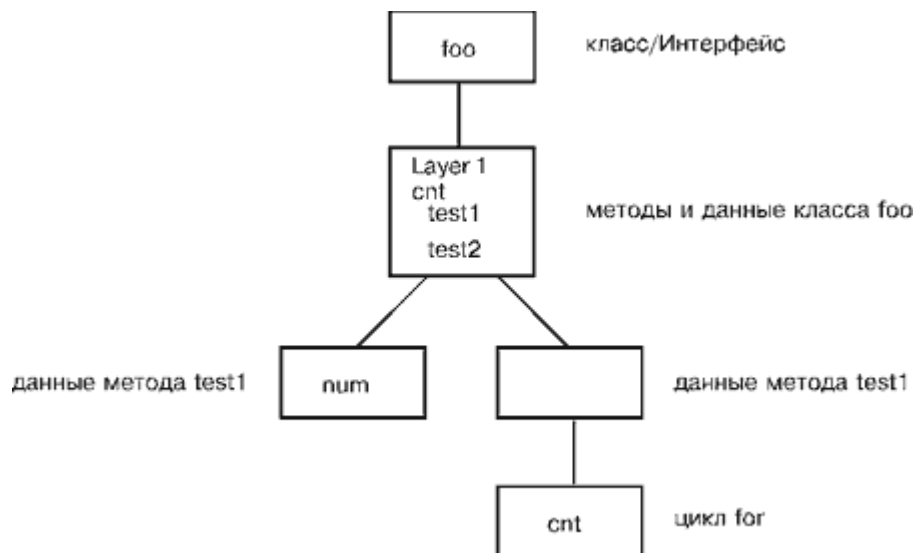 foo
класс/Интерфейс
Layer 1
cnt
test1
test2
методы и данные класса foo
данные метода test1
num
данные метода test1
cnt
цикл for